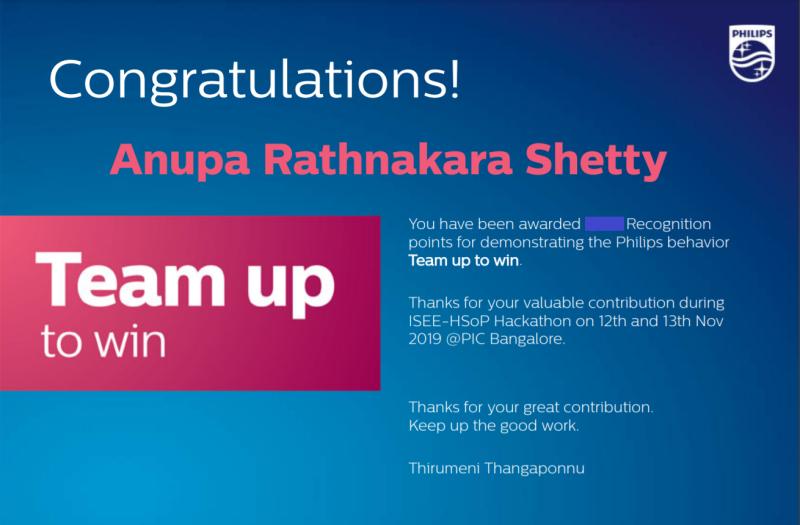 PHILIPS
Congratulations!
Anupa Rathnakara Shetty
Team up
to win
You have been awarded Recognition
points for demonstrating the Philips behavior
Team up to win.
Thanks for your valuable contribution during
ISEE-HSoP Hackathon on 12th and 13th Nov
2019 @PIC Bangalore.
Thanks for your great contribution.
Keep up the good work.
Thirumeni Thangaponnu